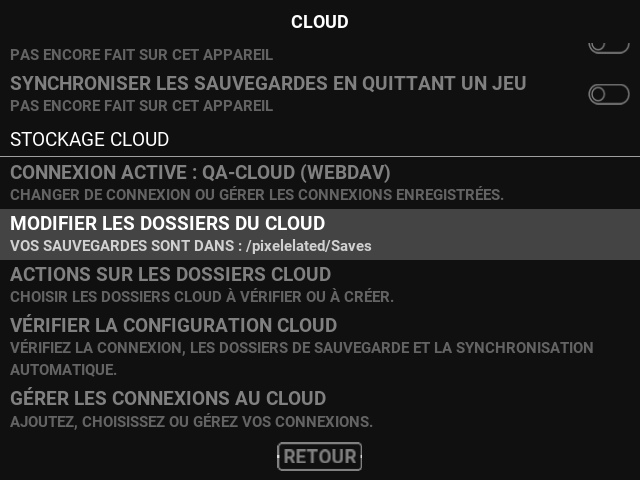 CLOUD
PAS ENCORE FAIT SUR CET APPAREIL
SYNCHRONISER LES SAUVEGARDES EN QUITTANT UN JEU
PAS ENCORE FAIT SUR CET APPAREIL
STOCKAGE CLOUD
CONNEXION ACTIVE : QA-CLOUD (WEBDAV)
CHANGER DE CONNEXION OU GÉRER LES CONNEXIONS ENREGISTRÉES.
MODIFIER LES DOSSIERS DU CLOUD
VOS SAUVEGARDES SONT DANS : /pixelelated/Saves
ACTIONS SUR LES DOSSIERS CLOUD
CHOISIR LES DOSSIERS CLOUD À VÉRIFIER OU À CRÉER.
VÉRIFIER LA CONFIGURATION CLOUD
VÉRIFIEZ LA CONNEXION, LES DOSSIERS DE SAUVEGARDE ET LA SYNCHRONISATION
AUTOMATIQUE.
GÉRER LES CONNEXIONS AU CLOUD
AJOUTEZ, CHOISISSEZ OU GÉREZ VOS CONNEXIONS.
RETOUR